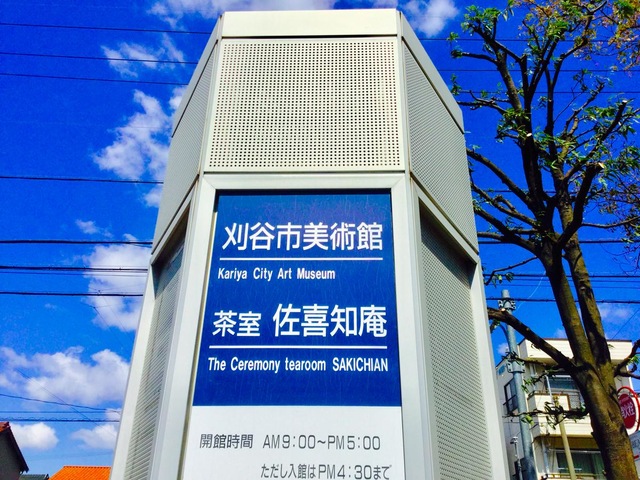 刈谷市美術館
Kariya City Art Museum
茶室 佐喜知庵
The Ceremony tearoom SAKICHIAN
開館時間 AM9:00～PM5:00
ただし入館はPM4:30まで